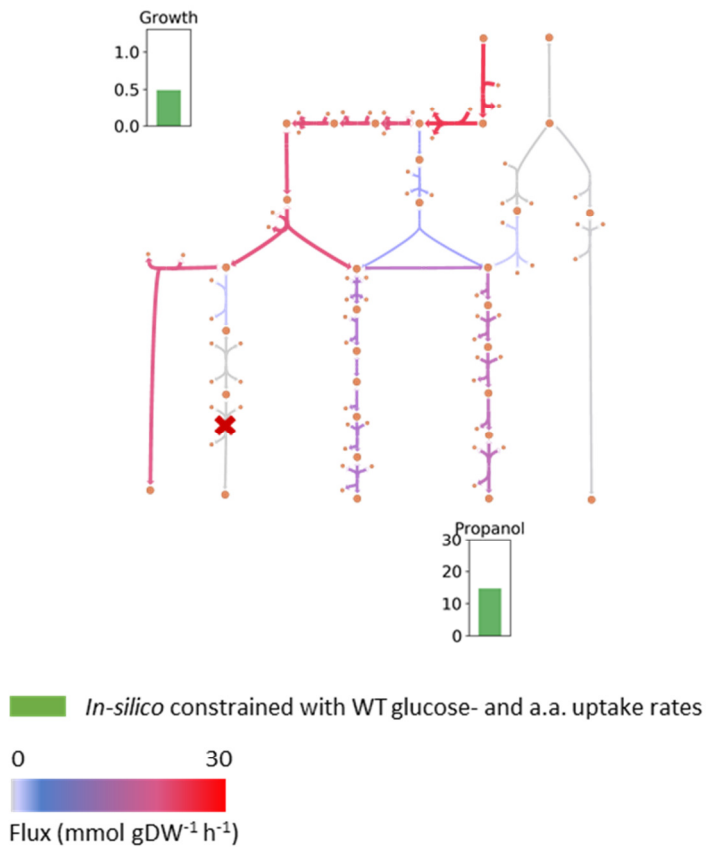 Growth
1.0
0.5
0.0
Propanol
30
20
10
0
In-silico constrained with WT glucose- and a.a. uptake rates
0 30
Flux (mmol gDW⁻¹ h⁻¹)